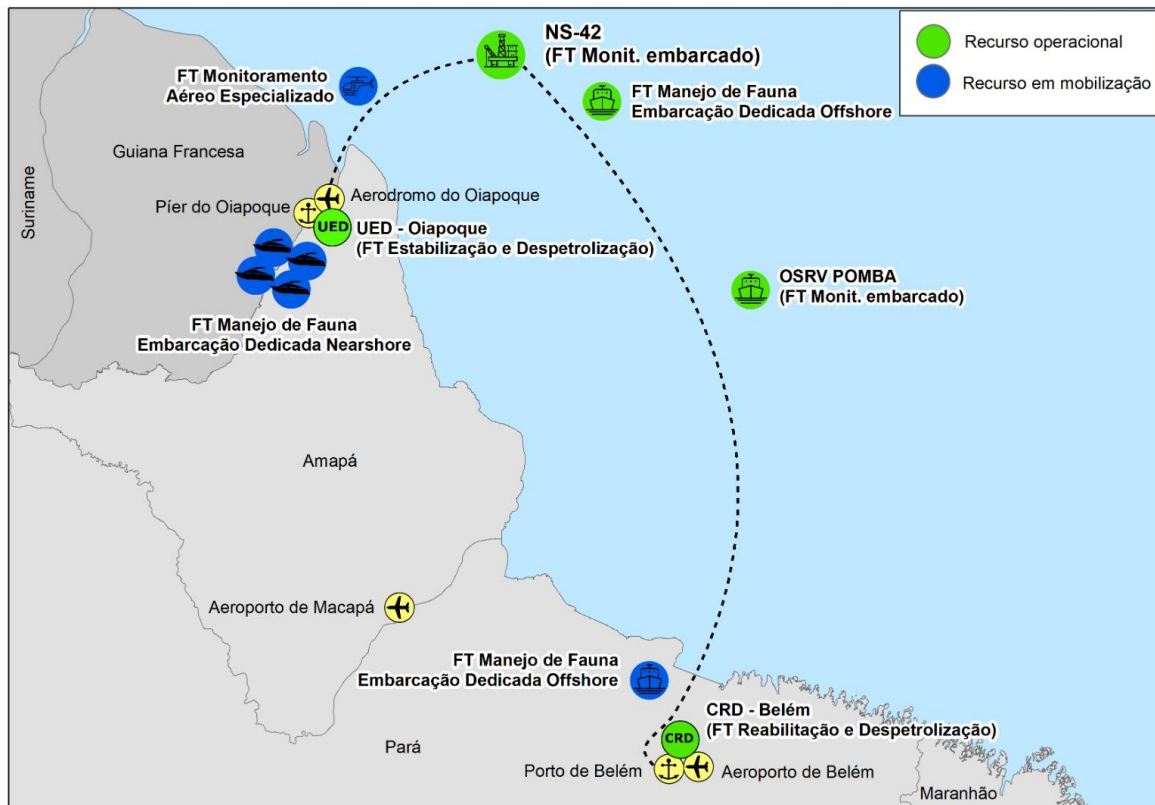 NS-42
(FT Monit. embarcado)
Recurso operacional
Recurso em mobilização
FT Monitoramento
Aéreo Especializado
FT Manejo de Fauna
Embarcação Dedicada Offshore
Guiana Francesa
Suriname
Aerodromo do Oiapoque
Píer do Oiapoque
UED
UED - Oiapoque
(FT Estabilização e Despetrolização)
OSRV POMBA
(FT Monit. embarcado)
FT Manejo de Fauna
Embarcação Dedicada Nearshore
Amapá
Aeroporto de Macapá
FT Manejo de Fauna
Embarcação Dedicada Offshore
CRD - Belém
(FT Reabilitação e Despetrolização)
CRD
Pará
Porto de Belém
Aeroporto de Belém
Maranhão